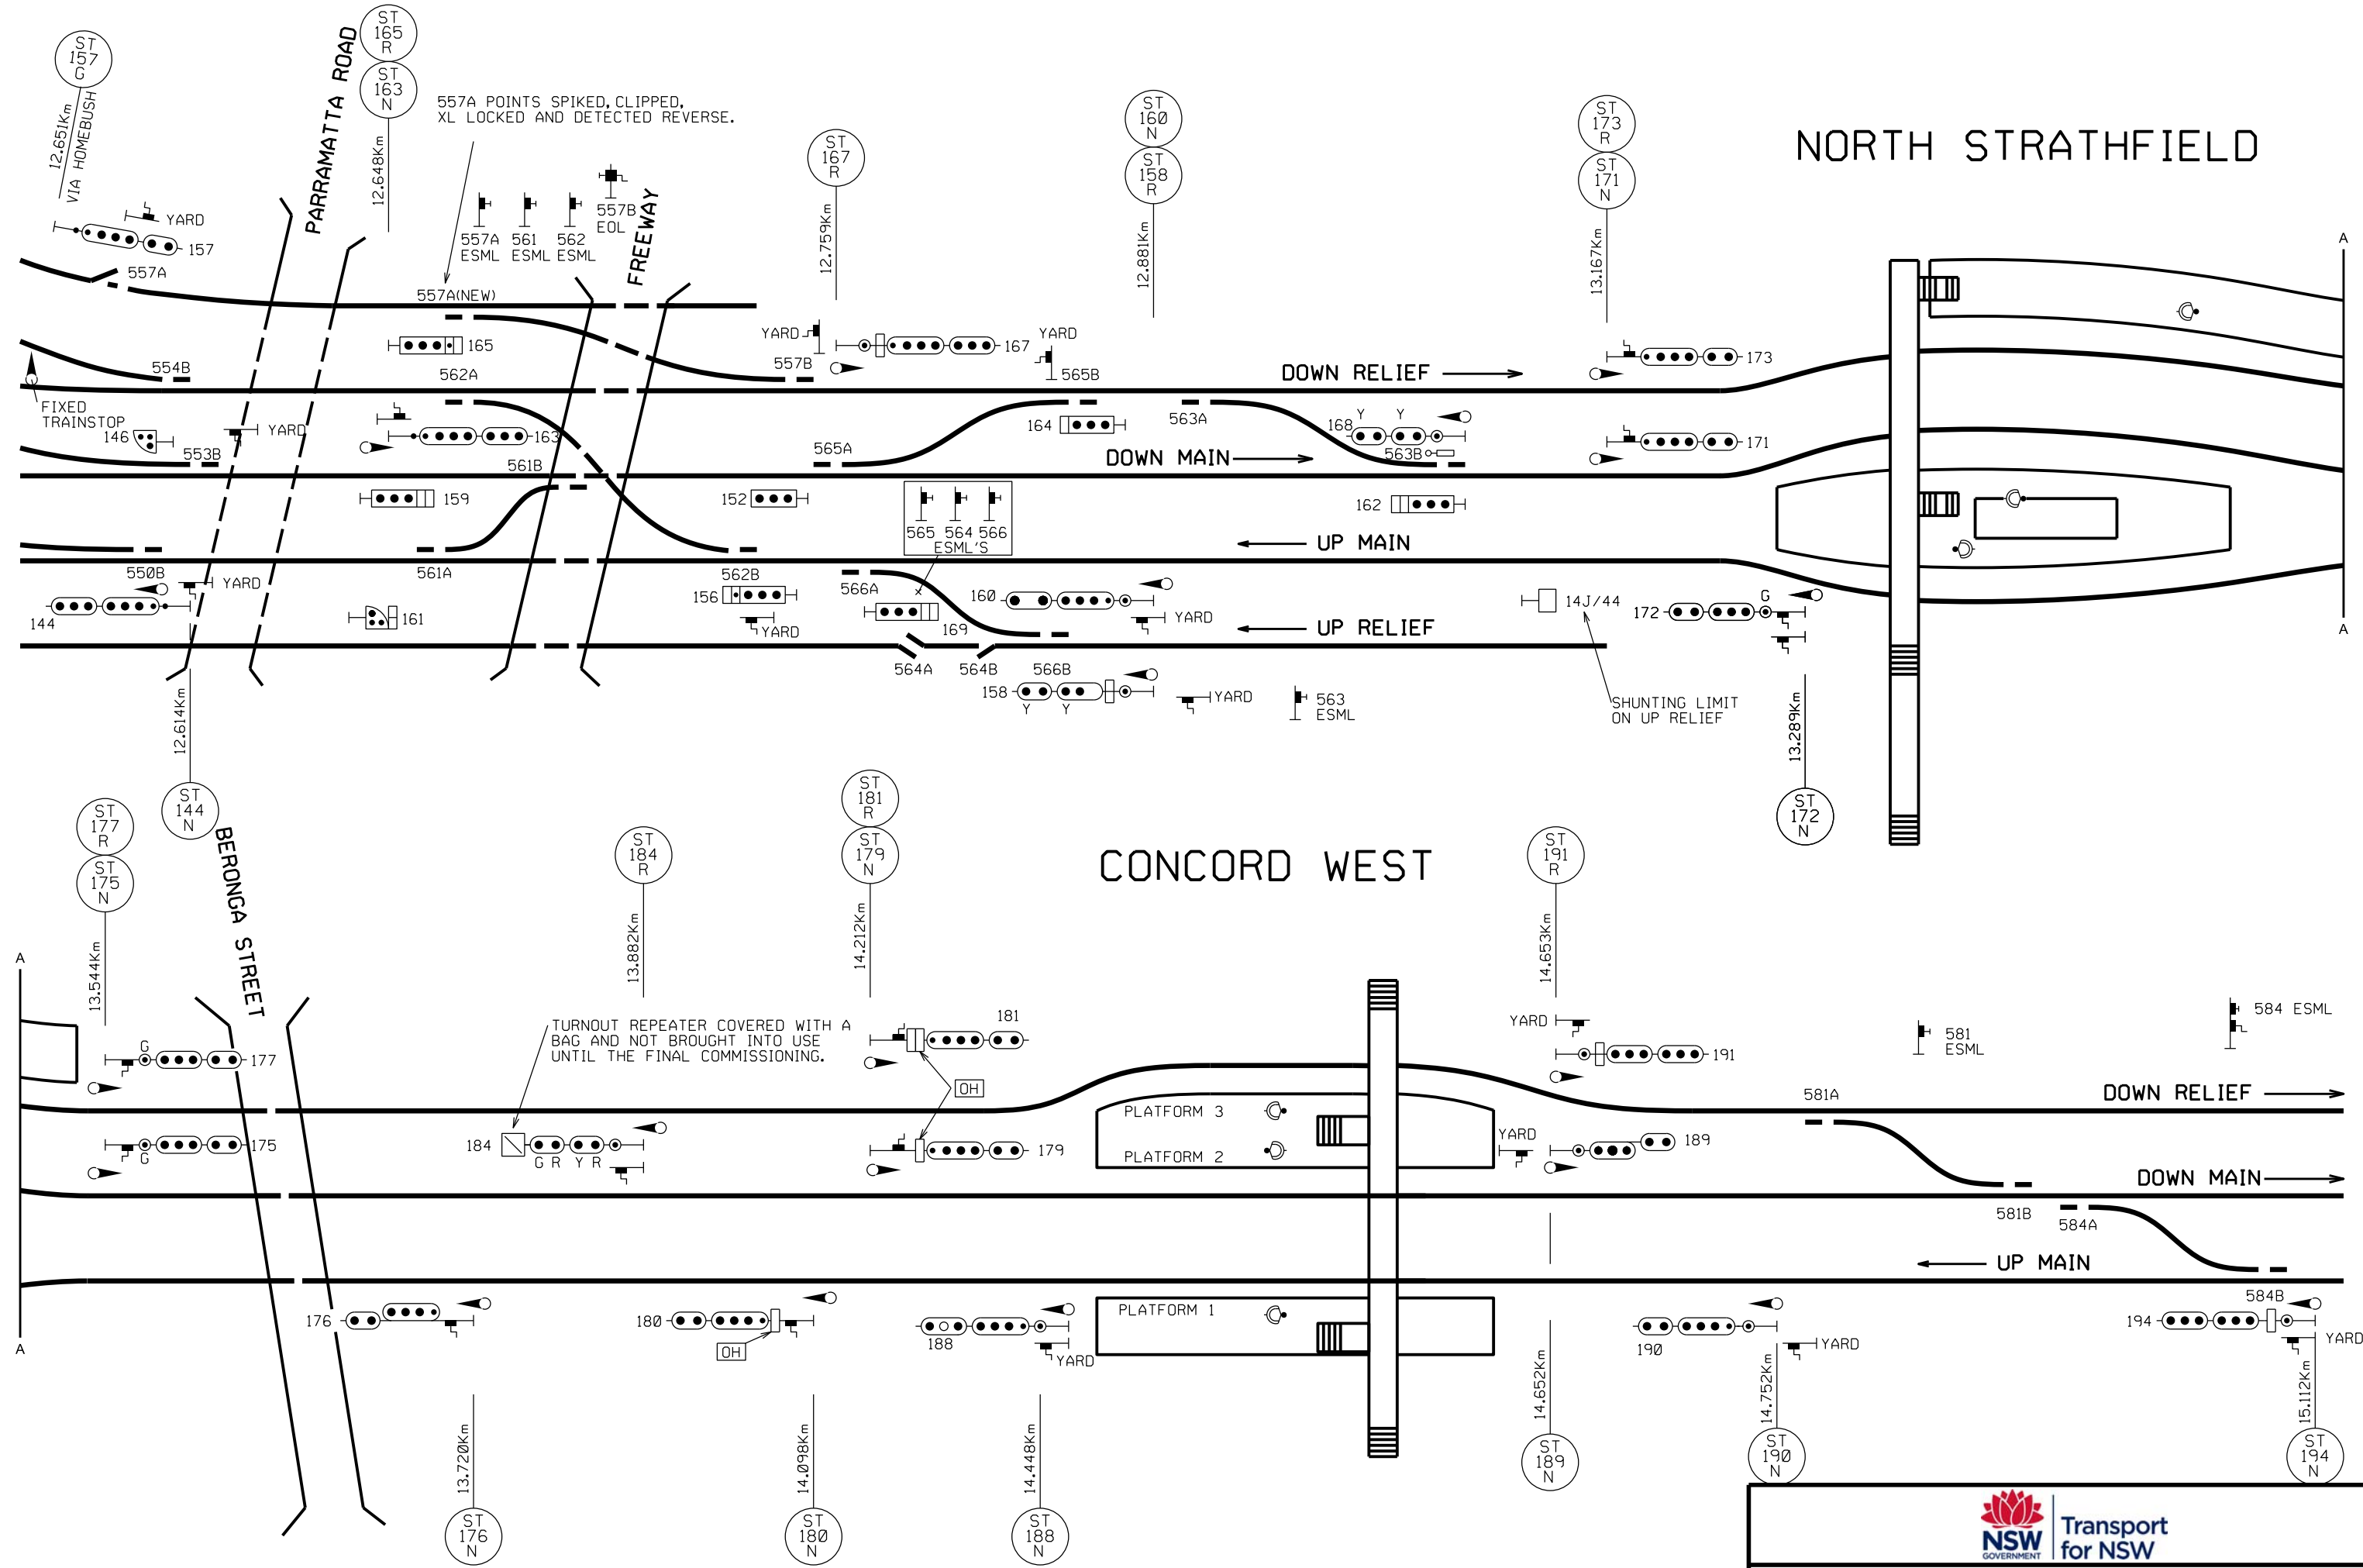 ST
157
G
12.651Km
VIA HOMEBUSH
YARD
157
557A
PARRAMATTA ROAD
ST
165
R
ST
163
N
12.648Km
557A POINTS SPIKED, CLIPPED,
XL LOCKED AND DETECTED REVERSE.
557A
ESML
561
ESML
562
ESML
557B
EOL
FREEWAY
557A(NEW)
165
562A
554B
FIXED
TRAINSTOP
146
YARD
553B
163
561B
159
550B
YARD
144
561A
161
ST
167
R
12.759Km
YARD
167
YARD
557B
565B
ST
160
N
ST
158
R
12.881Km
ST
173
R
ST
171
N
13.167Km
NORTH STRATHFIELD
A
DOWN RELIEF
173
164
563A
168
Y Y
563B
171
565A
DOWN MAIN
152
565 564 566
ESML'S
162
UP MAIN
562B
156
YARD
566A
169
160
YARD
UP RELIEF
14J/44
172
G
564A
564B
566B
158
Y Y
YARD
563
ESML
SHUNTING LIMIT
ON UP RELIEF
13.289Km
ST
172
N
A
12.614Km
ST
144
N
ST
177
R
ST
175
N
13.544Km
BERONGA STREET
ST
184
R
13.882Km
ST
181
R
ST
179
N
14.212Km
CONCORD WEST
ST
191
R
14.653Km
A
TURNOUT REPEATER COVERED WITH A
BAG AND NOT BROUGHT INTO USE
UNTIL THE FINAL COMMISSIONING.
G
177
G
175
184
G R Y R
181
OH
179
PLATFORM 3
PLATFORM 2
YARD
YARD
191
189
581
ESML
584 ESML
581A
DOWN RELIEF
DOWN MAIN
581B
584A
UP MAIN
584B
A
176
180
OH
188
YARD
PLATFORM 1
190
YARD
194
YARD
13.720Km
ST
176
N
14.098Km
ST
180
N
14.448Km
ST
188
N
14.652Km
ST
189
N
14.752Km
ST
190
N
15.112Km
ST
194
N
NSW
GOVERNMENT
Transport
for NSW